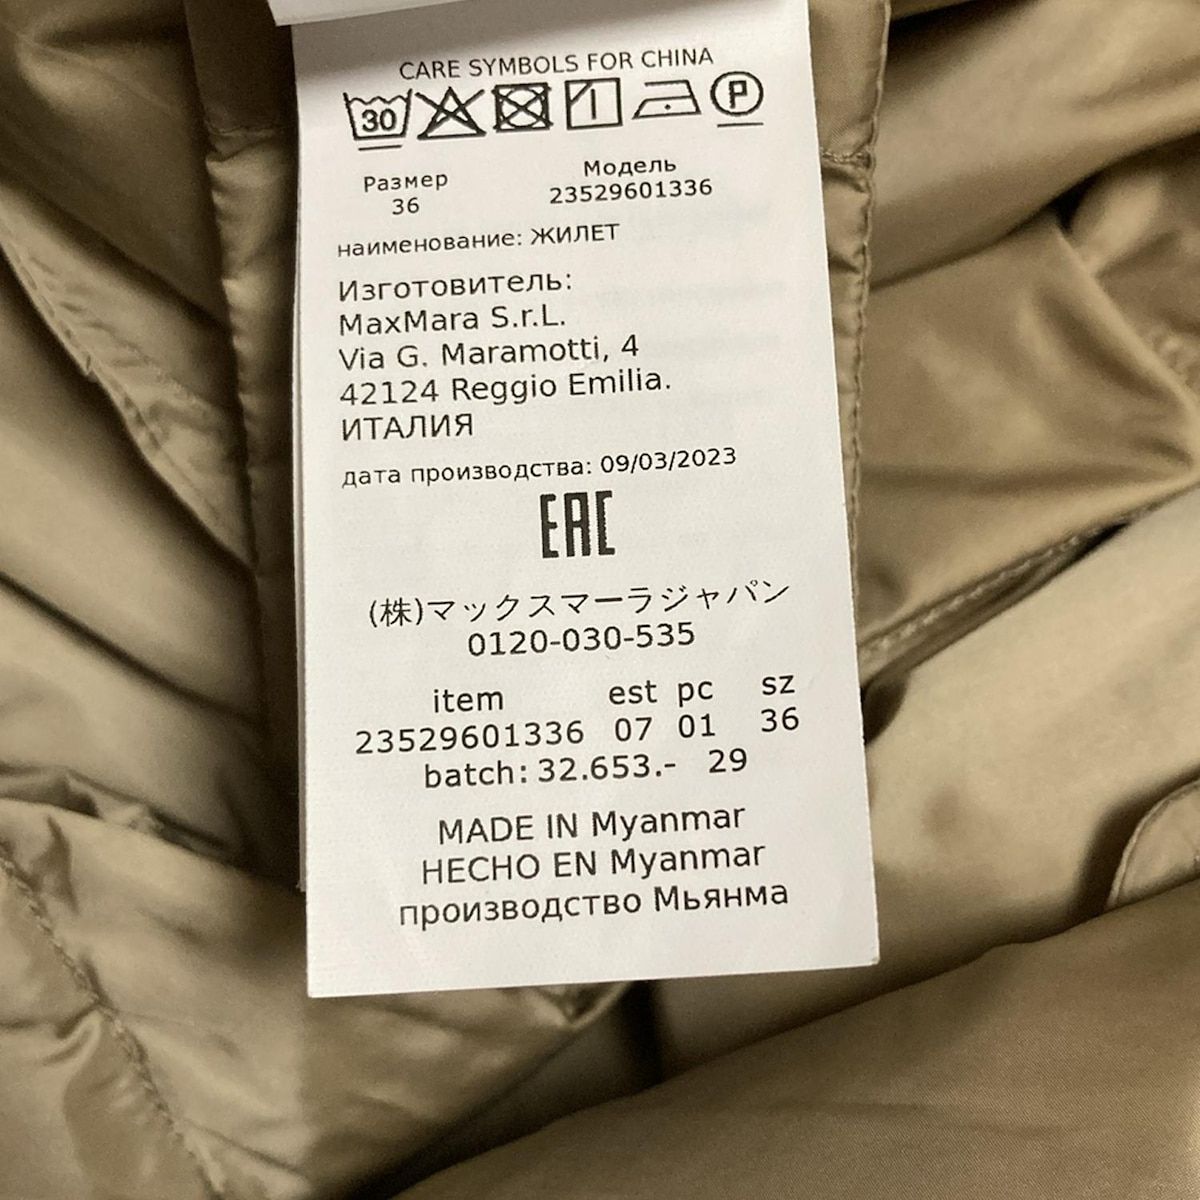 CARE SYMBOLS FOR CHINA
30 P
Размер Модель
36 23529601336
наименование: ЖИЛЕТ
Изготовитель:
MaxMara S.r.L.
Via G. Maramotti, 4
42124 Reggio Emilia.
ИТАЛИЯ
дата производства: 09/03/2023
EAC
(株)マックスマーラジャパン
0120-030-535
item est pc sz
23529601336 07 01 36
batch: 32.653.- 29
MADE IN Myanmar
HECHO EN Myanmar
производство Мьянма